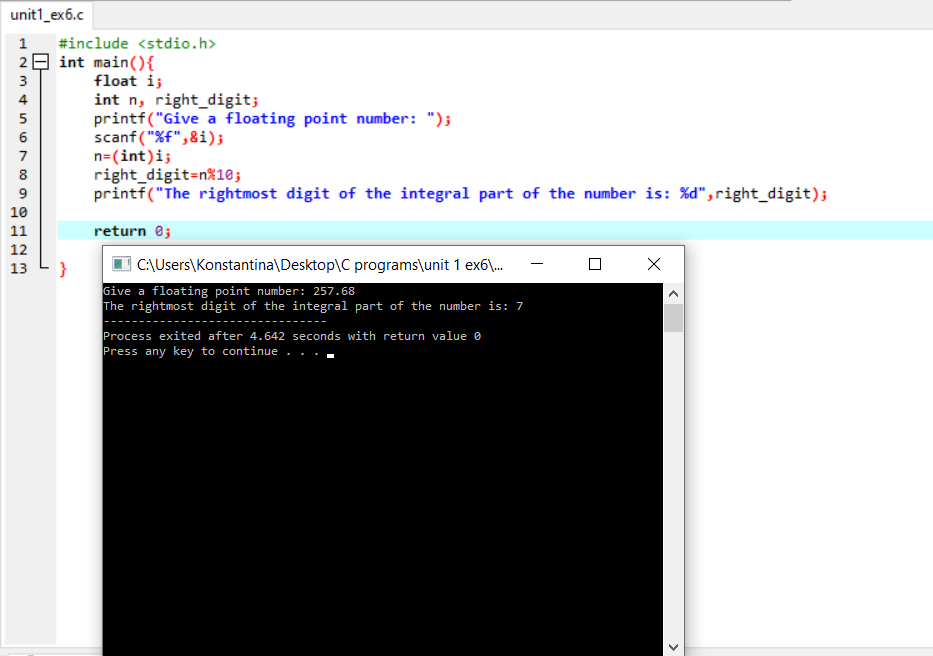 unit1_ex6.c
1 #include <stdio.h>
2 int main(){
3 float i;
4 int n, right_digit;
5 printf("Give a floating point number: ");
6 scanf("%f",&i);
7 n=(int)i;
8 right_digit=n%10;
9 printf("The rightmost digit of the integral part of the number is: %d",right_digit);
10
11 return 0;
12
13 }
C:\Users\Konstantina\Desktop\C programs\unit 1 ex6\...
Give a floating point number: 257.68
The rightmost digit of the integral part of the number is: 7
--------------------------------
Process exited after 4.642 seconds with return value 0
Press any key to continue . . .